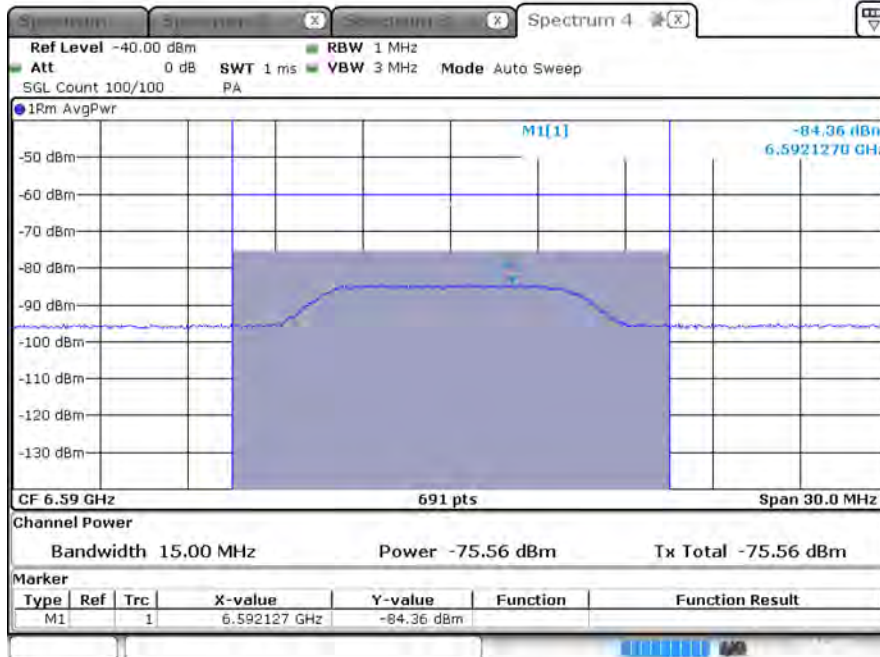 Spectrum Spectrum 2 Spectrum 3 Spectrum 4
Ref Level -40.00 dBm RBW 1 MHz
Att 0 dB SWT 1 ms VBW 3 MHz Mode Auto Sweep
SGL Count 100/100 PA
1Rm AvgPwr
M1[1] -84.36 dBm
6.5921270 GHz
-50 dBm
-60 dBm
-70 dBm
-80 dBm
-90 dBm
-100 dBm
-110 dBm
-120 dBm
-130 dBm
CF 6.59 GHz 691 pts Span 30.0 MHz
Channel Power
Bandwidth 15.00 MHz Power -75.56 dBm Tx Total -75.56 dBm
Marker
Type Ref Trc X-value Y-value Function Function Result
M1 1 6.592127 GHz -84.36 dBm